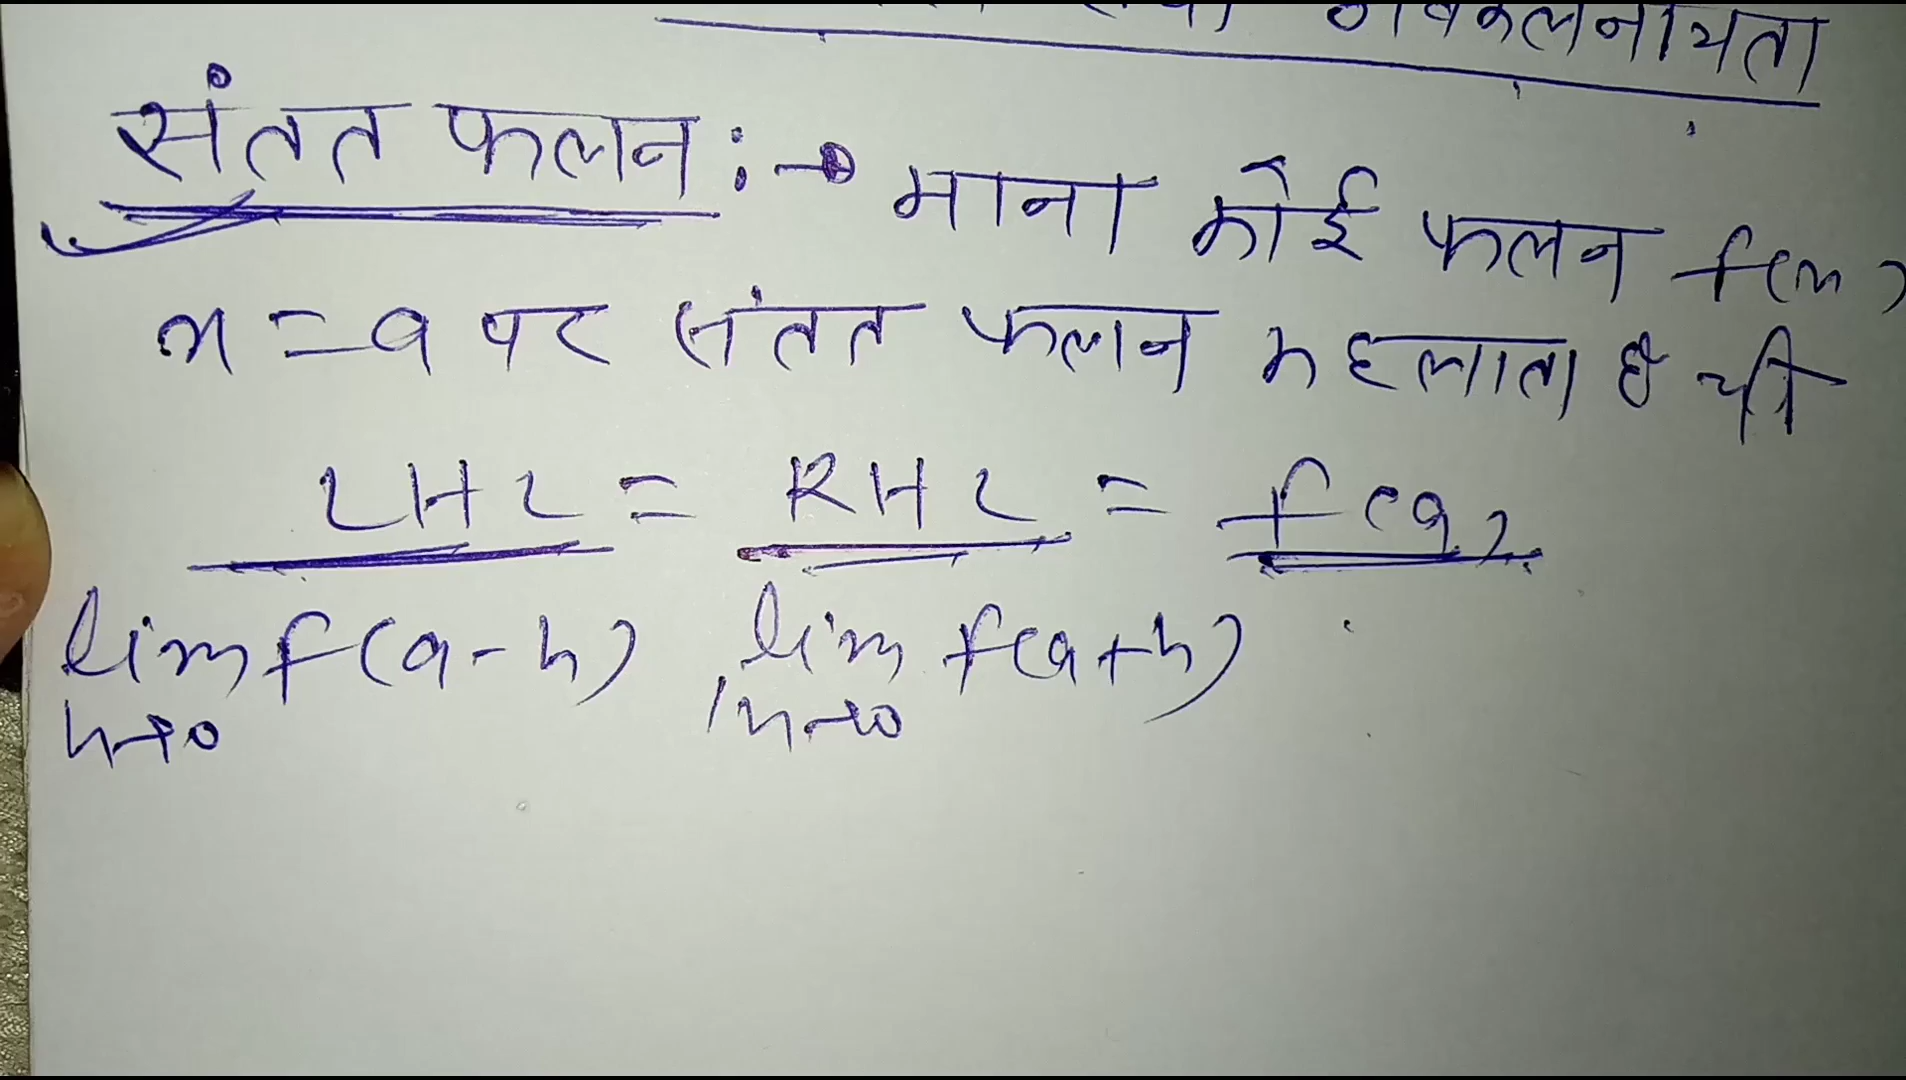 अवकलनीयता
संतत फलन :→ माना कोई फलन f(x)
x = a पर संतत फलन कहलाता है यदि
LHL = RHL = f(a)
lim f(a-h) lim f(a+h)
h→0 h→0